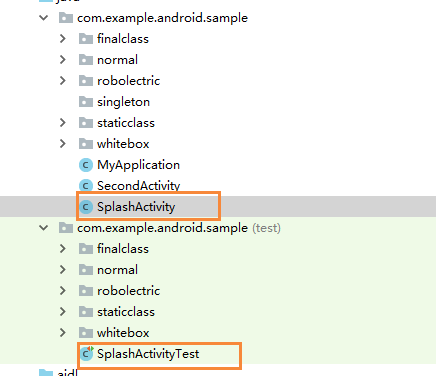 java
com.example.android.sample
finalclass
normal
robolectric
singleton
staticclass
whitebox
MyApplication
SecondActivity
SplashActivity
com.example.android.sample (test)
finalclass
normal
robolectric
staticclass
whitebox
SplashActivityTest
aidl